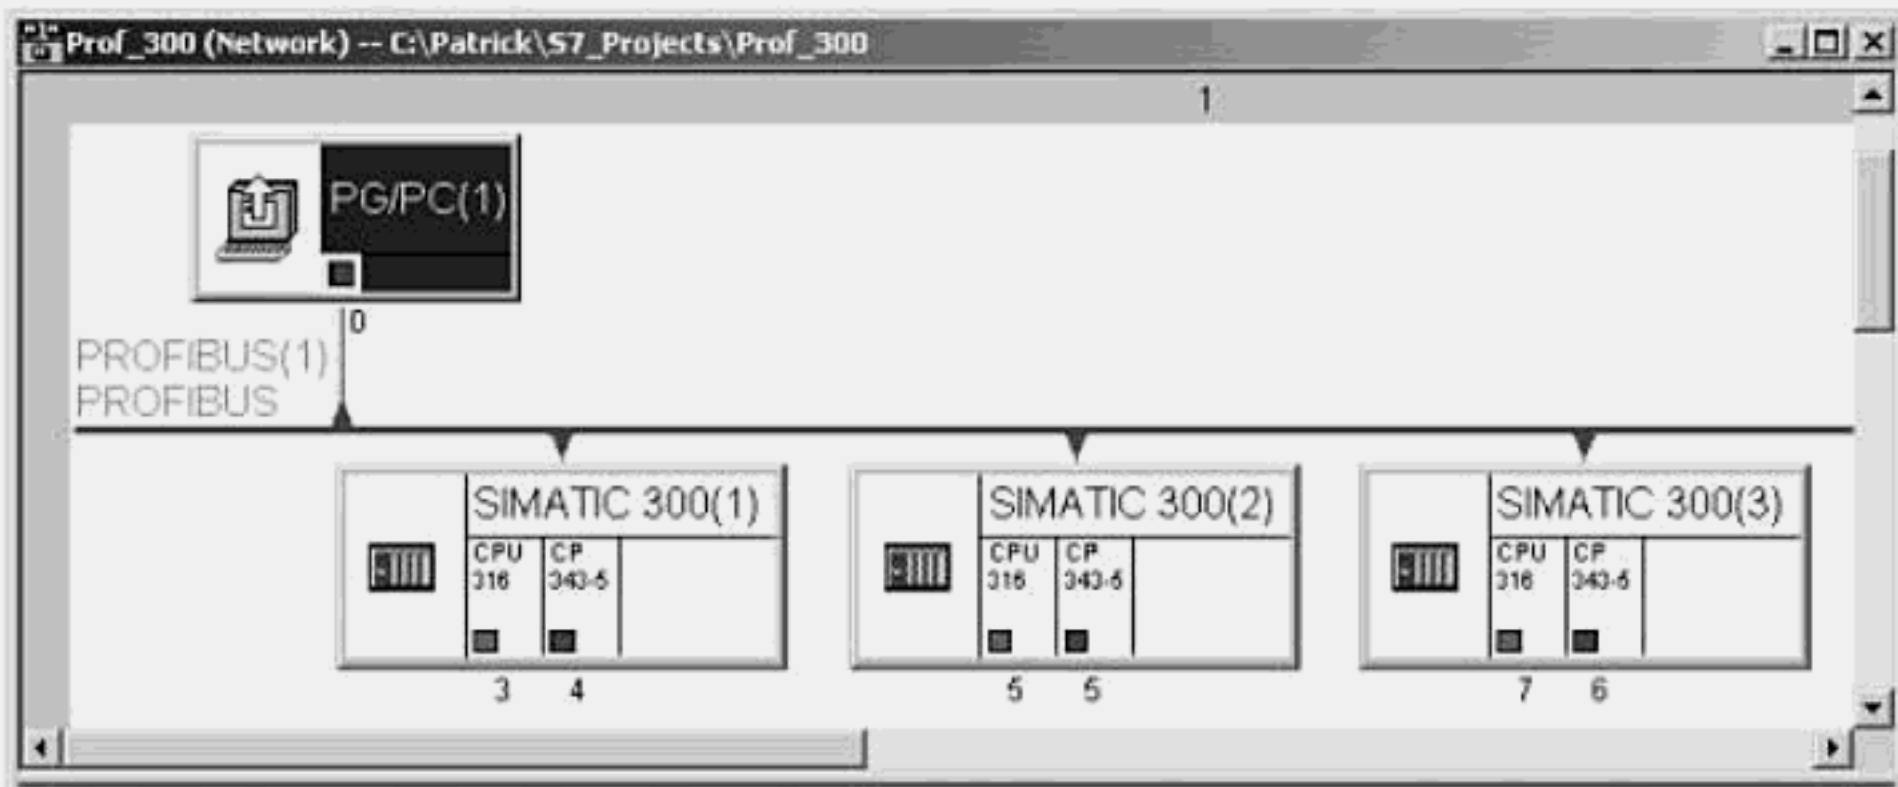 Prof_300 (Network) -- C:\Patrick\S7_Projects\Prof_300
1
PG/PC(1)
0
PROFIBUS(1)
PROFIBUS
SIMATIC 300(1) SIMATIC 300(2) SIMATIC 300(3)
CPU CP CPU CP CPU CP
316 343-5 316 343-5 316 343-5
3 4 5 5 7 6